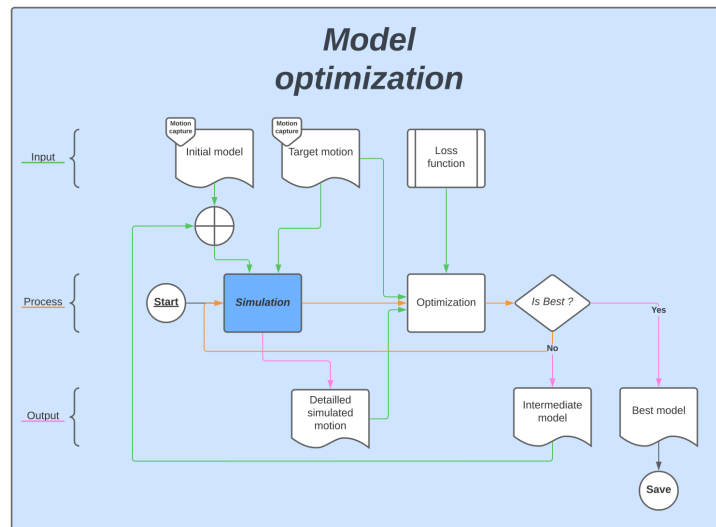 Model
optimization
Motion
capture
Initial model
Motion
capture
Target motion
Loss
function
Input
Process
Start
Simulation
Optimization
Is Best ?
Yes
No
Output
Detailled
simulated
motion
Intermediate
model
Best model
Save